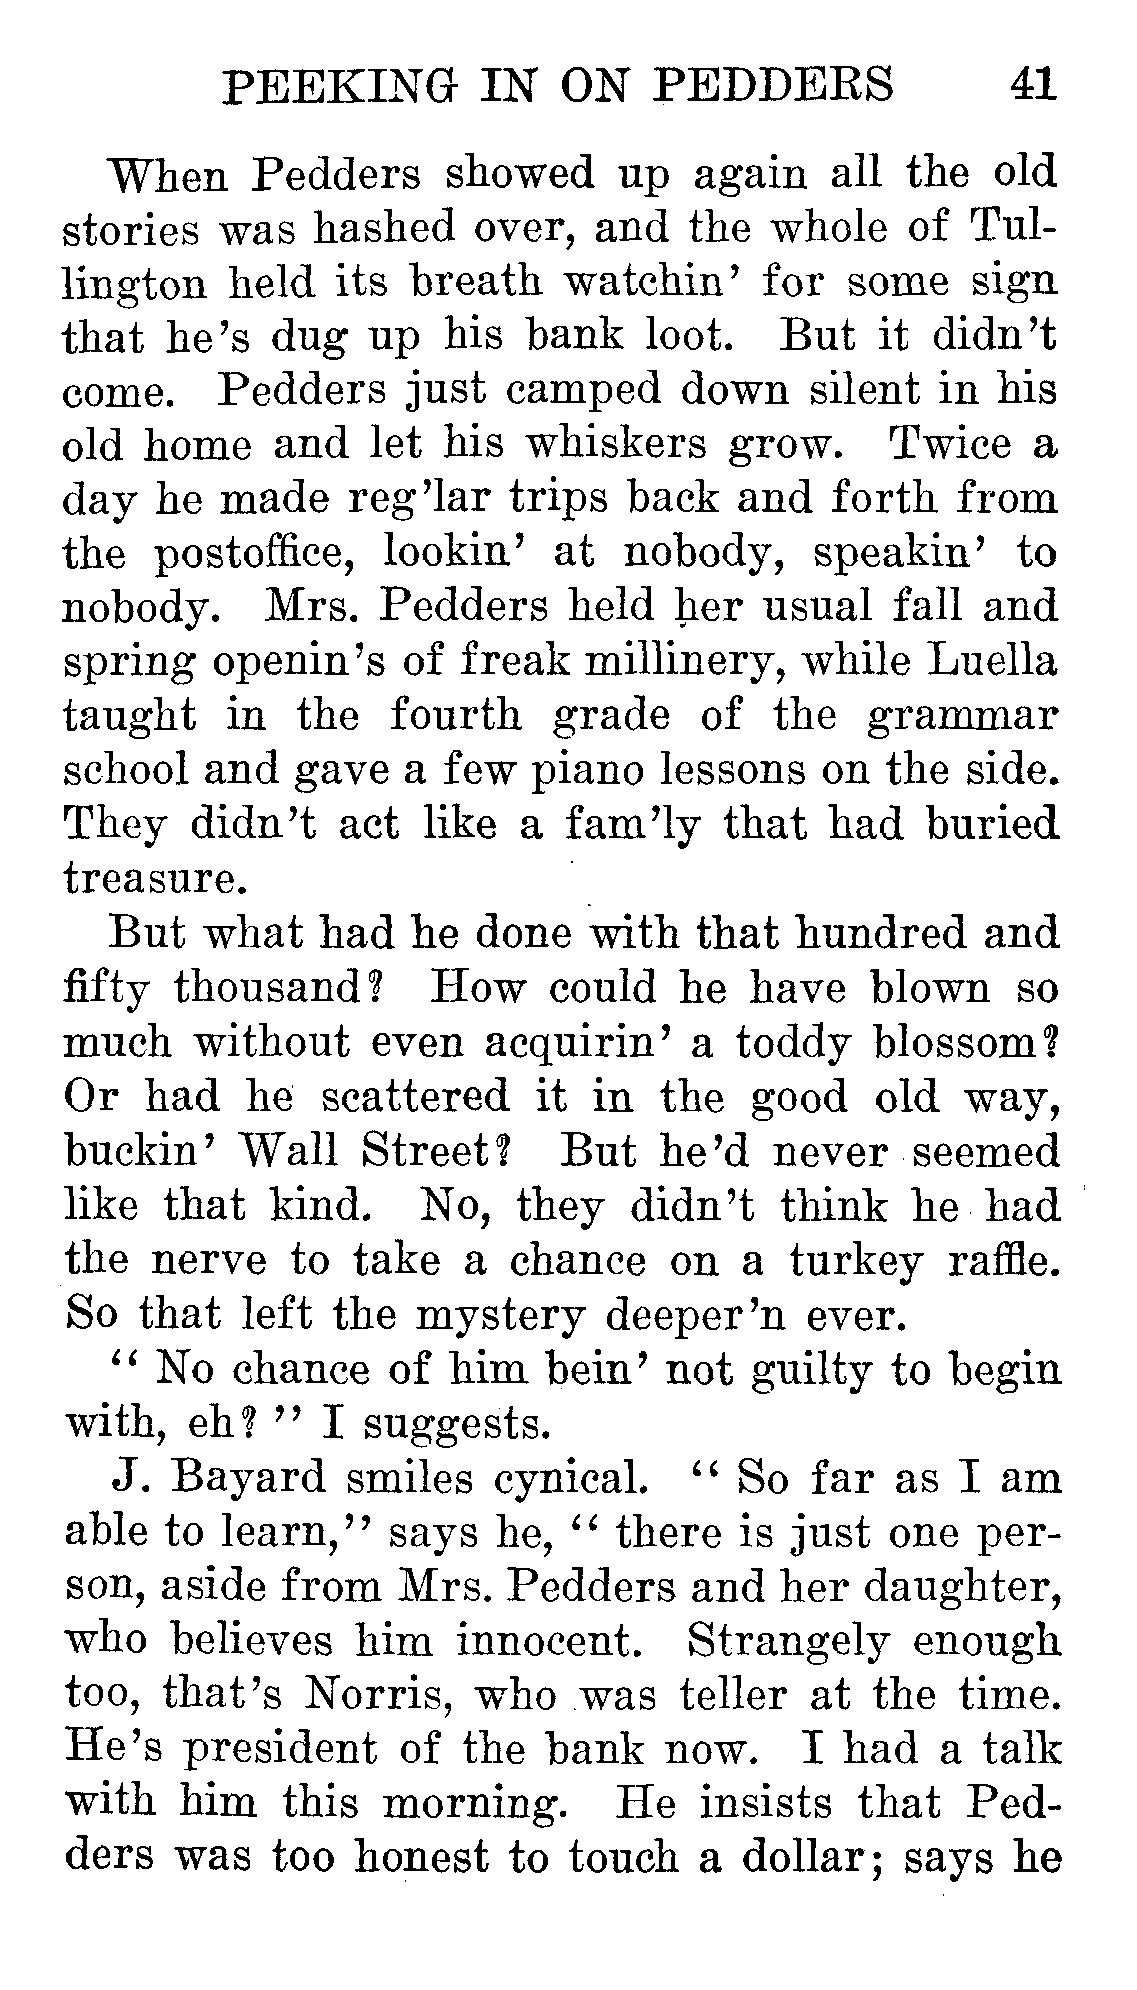 PEEKING IN ON PEDDERS 41
When Pedders showed up again all the old
stories was hashed over, and the whole of Tul-
lington held its breath watchin' for some sign
that he's dug up his bank loot. But it didn't
come. Pedders just camped down silent in his
old home and let his whiskers grow. Twice a
day he made reg'lar trips back and forth from
the postoffice, lookin' at nobody, speakin' to
nobody. Mrs. Pedders held her usual fall and
spring openin's of freak millinery, while Luella
taught in the fourth grade of the grammar
school and gave a few piano lessons on the side.
They didn't act like a fam'ly that had buried
treasure.
But what had he done with that hundred and
fifty thousand? How could he have blown so
much without even acquirin' a toddy blossom?
Or had he scattered it in the good old way,
buckin' Wall Street? But he'd never seemed
like that kind. No, they didn't think he had
the nerve to take a chance on a turkey raffle.
So that left the mystery deeper'n ever.
“ No chance of him bein' not guilty to begin
with, eh? ” I suggests.
J. Bayard smiles cynical. “ So far as I am
able to learn,” says he, “ there is just one per-
son, aside from Mrs. Pedders and her daughter,
who believes him innocent. Strangely enough
too, that's Norris, who was teller at the time.
He's president of the bank now. I had a talk
with him this morning. He insists that Ped-
ders was too honest to touch a dollar; says he